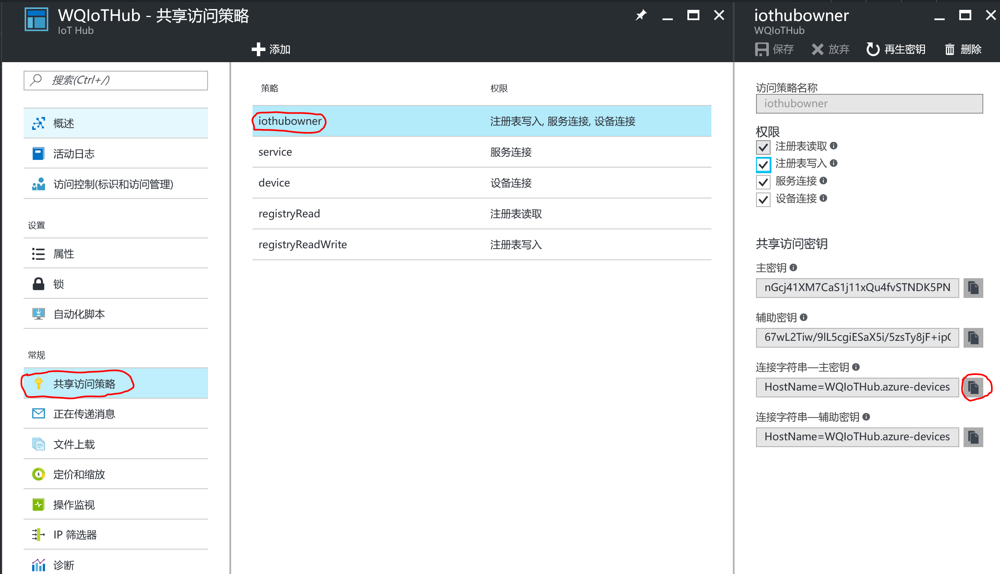 WQIoTHub - 共享访问策略
IoT Hub
添加
搜索(Ctrl+/)
概述
活动日志
访问控制(标识和访问管理)
设置
属性
锁
自动化脚本
常规
共享访问策略
正在传递消息
文件上载
定价和缩放
操作监视
IP 筛选器
诊断
策略 权限
iothubowner 注册表写入, 服务连接, 设备连接
service 服务连接
device 设备连接
registryRead 注册表读取
registryReadWrite 注册表写入
iothubowner
WQIoTHub
保存 放弃 再生密钥 删除
访问策略名称
iothubowner
权限
注册表读取
注册表写入
服务连接
设备连接
共享访问密钥
主密钥
nGcj41XM7CaS1j11xQu4fvSTNDK5PN
辅助密钥
67wL2Tiw/9lL5cgiESaX5i/5zsTy8jF+ip
连接字符串—主密钥
HostName=WQIoTHub.azure-devices
连接字符串—辅助密钥
HostName=WQIoTHub.azure-devices